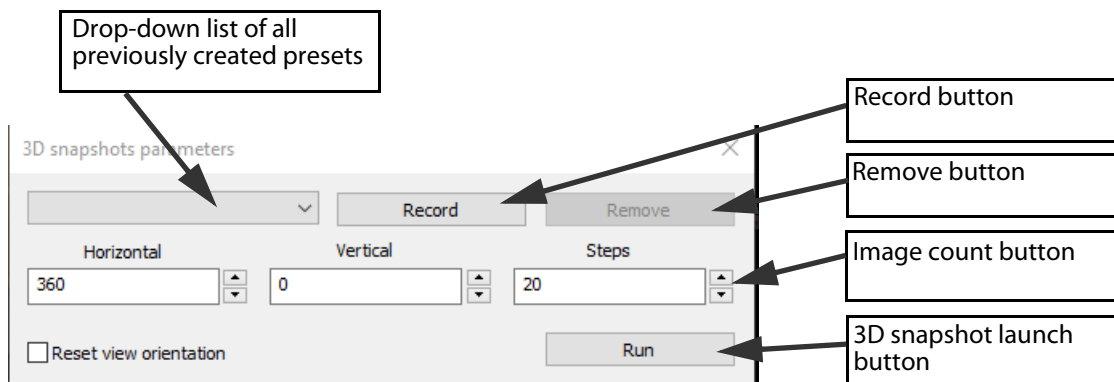 Drop-down list of all
previously created presets
Record button
3D snapshots parameters
Remove button
Record
Remove
Horizontal
Vertical
Steps
Image count button
360
0
20
3D snapshot launch
button
Reset view orientation
Run